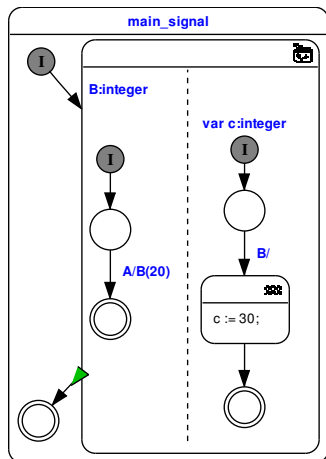 main_signal
I
B:integer
var c:integer
I
I
A/B(20)
B/
c := 30;